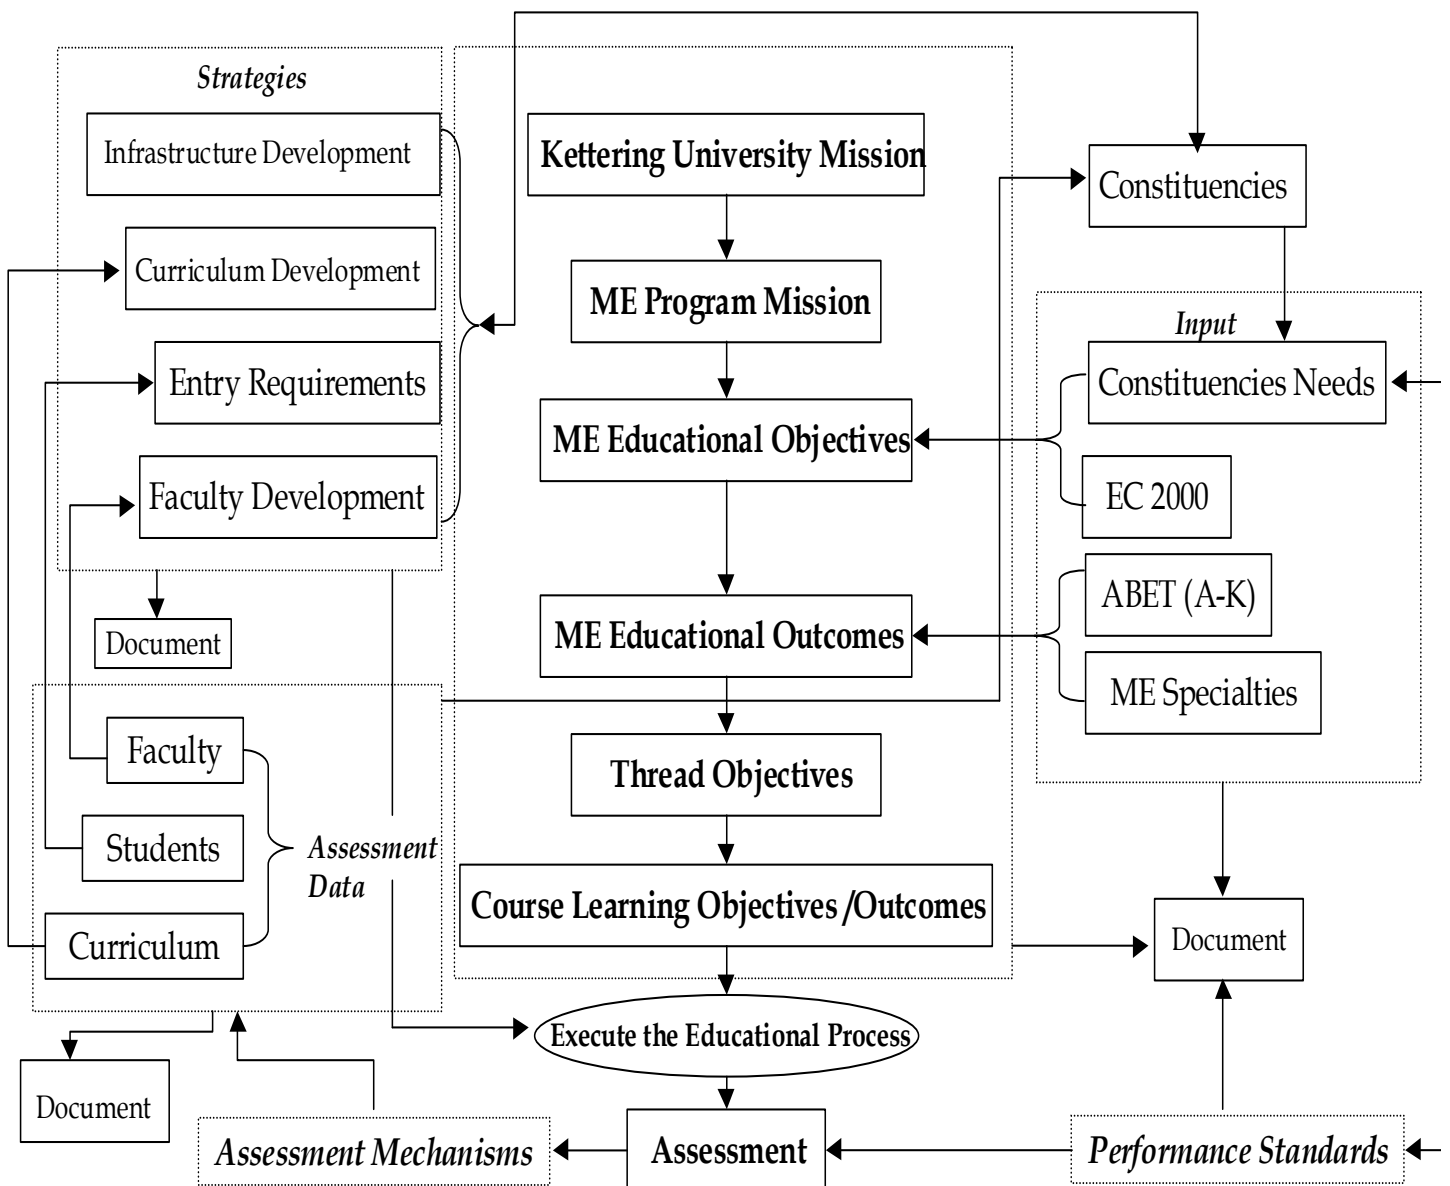 Strategies
Infrastructure Development
Curriculum Development
Entry Requirements
Faculty Development
Document
Faculty
Students
Curriculum
Assessment
Data
Document
Assessment Mechanisms
Kettering University Mission
ME Program Mission
ME Educational Objectives
ME Educational Outcomes
Thread Objectives
Course Learning Objectives /Outcomes
Execute the Educational Process
Assessment
Constituencies
Input
Constituencies Needs
EC 2000
ABET (A-K)
ME Specialties
Document
Performance Standards